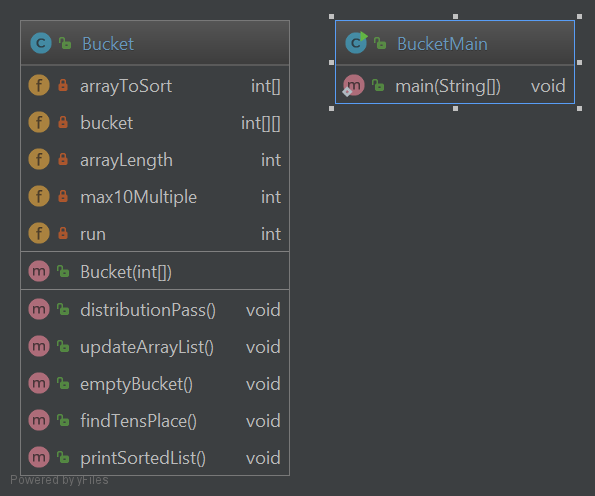 C Bucket
f arrayToSort int[]
f bucket int[][]
f arrayLength int
f max10Multiple int
f run int
m Bucket(int[])
m distributionPass() void
m updateArrayList() void
m emptyBucket() void
m findTensPlace() void
m printSortedList() void
C BucketMain
m main(String[]) void
Powered by yFiles